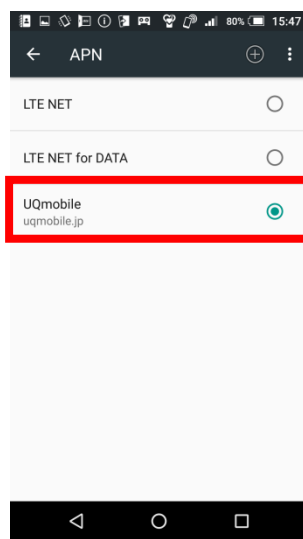 80% 15:47
APN
LTE NET
LTE NET for DATA
UQmobile
uqmobile.jp